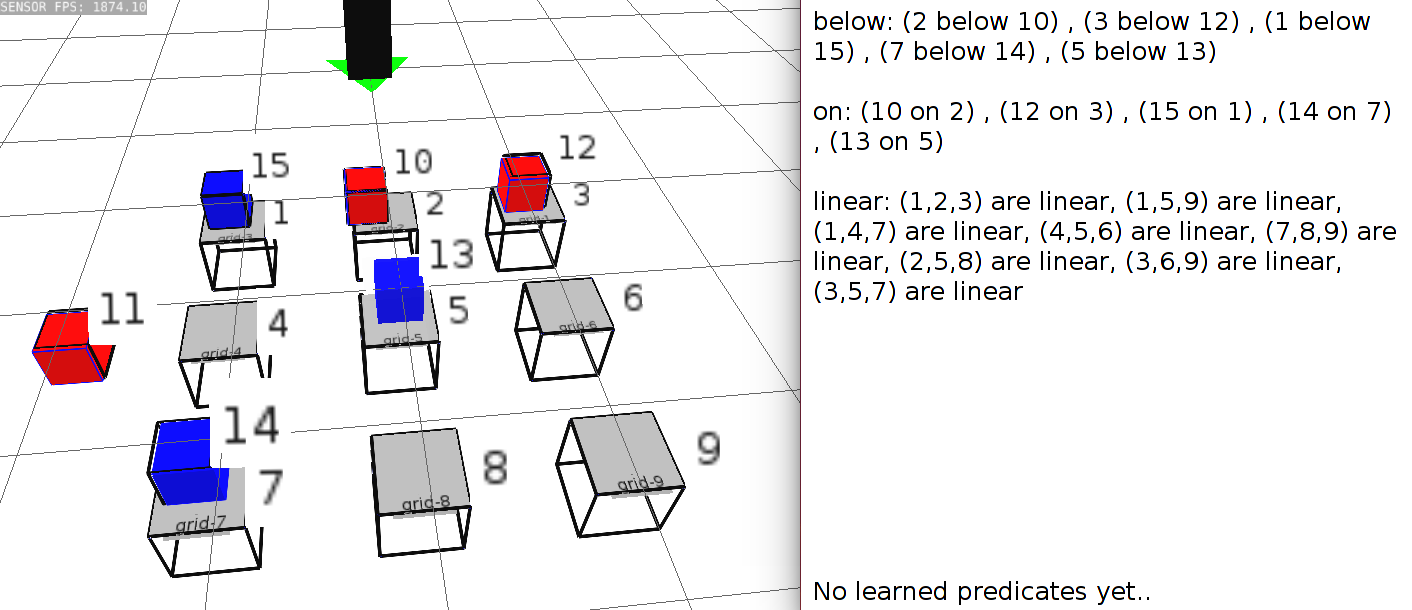 SENSOR FPS: 1874.10
below: (2 below 10) , (3 below 12) , (1 below
15) , (7 below 14) , (5 below 13)
on: (10 on 2) , (12 on 3) , (15 on 1) , (14 on 7)
, (13 on 5)
linear: (1,2,3) are linear, (1,5,9) are linear,
(1,4,7) are linear, (4,5,6) are linear, (7,8,9) are
linear, (2,5,8) are linear, (3,6,9) are linear,
(3,5,7) are linear
No learned predicates yet..
15
10
12
1
2
3
grid-3
grid-2
grid-1
13
11
4
5
6
grid-4
grid-5
grid-6
14
7
8
9
grid-7
grid-8
grid-9